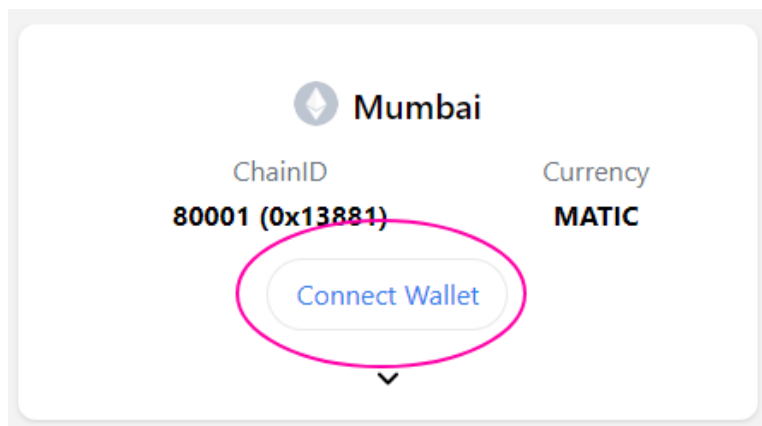 Mumbai
ChainID Currency
80001 (0x13881) MATIC
Connect Wallet